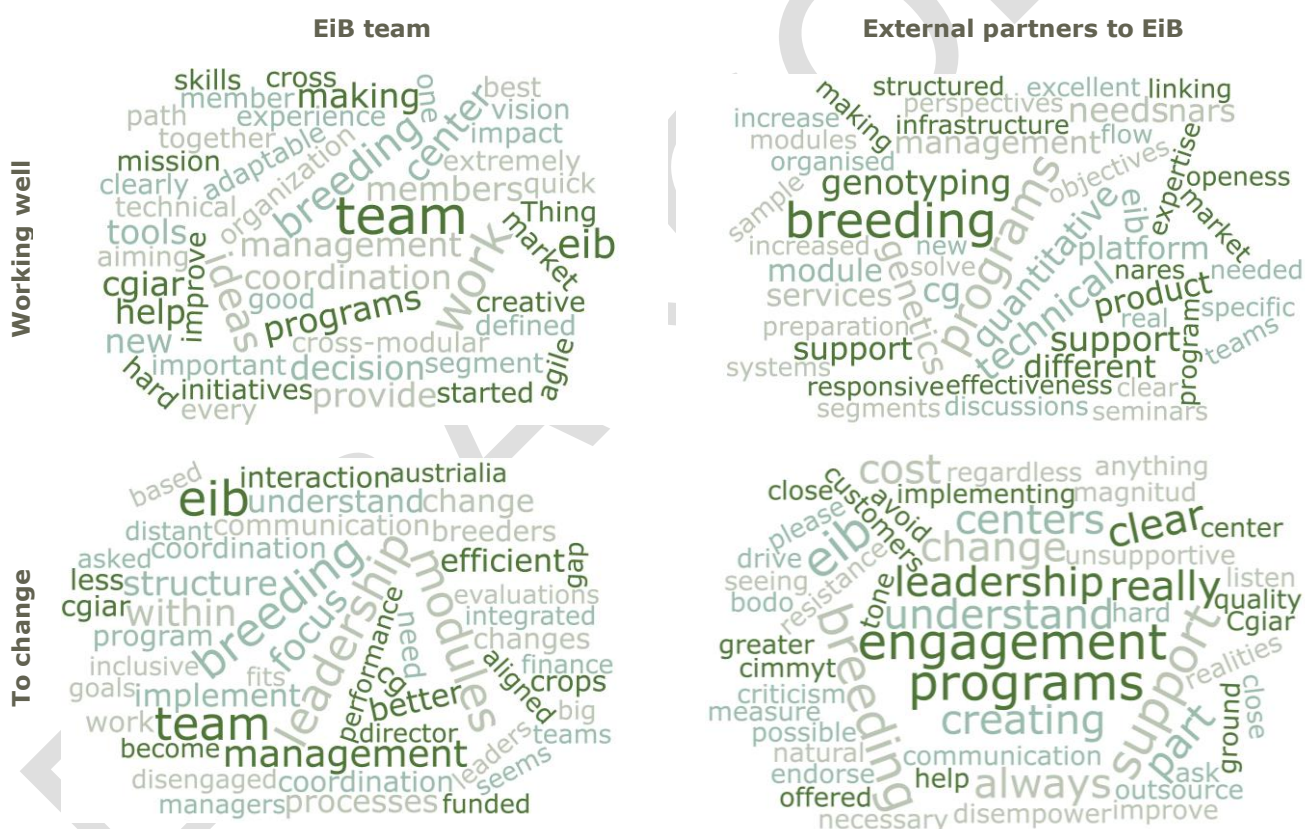 EiB team
External partners to EiB
Working well
skills cross
member making one best
path experience center vision
together adaptable organization breeding impact
mission extremely
clearly members quick
technical team Thing
tools management work market eib
aiming improve ideas coordination
cgiar good creative
help programs defined
new cross-modular
important decision segment agile
hard initiatives provide started
every
structured excellent linking
making perspectives needs nars
increase infrastructure flow
modules management expertise
organised objectives openess
sample genotyping programs quantitative eib market
breeding
increased new platform
module genetics solve nares needed
services cg technical product specific
preparation real teams
support support program
systems different
responsive effectiveness clear
segments discussions seminars
To change
interaction austrialia
based eib understand change
distant communication breeders
asked coordination efficient gap
less structure breeding leadership modules evaluations
cgiar within focus performance need integrated
program changes
inclusive fits aligned finance
goals implement cg better crops
work team director big
become management leaders teams
disengaged coordination seems
managers processes funded
cost regardless anything
close customers avoid implementing magnitud
please centers clear center
drive eib change unsupportive
seeing resistance leadership really listen
bodo tone understand hard quality
greater breeding engagement Cgiar
cimmyt support realities
criticism programs close
measure creating part ground
possible
natural communication
endorse help always ask
offered outsource
necessary disempower improve